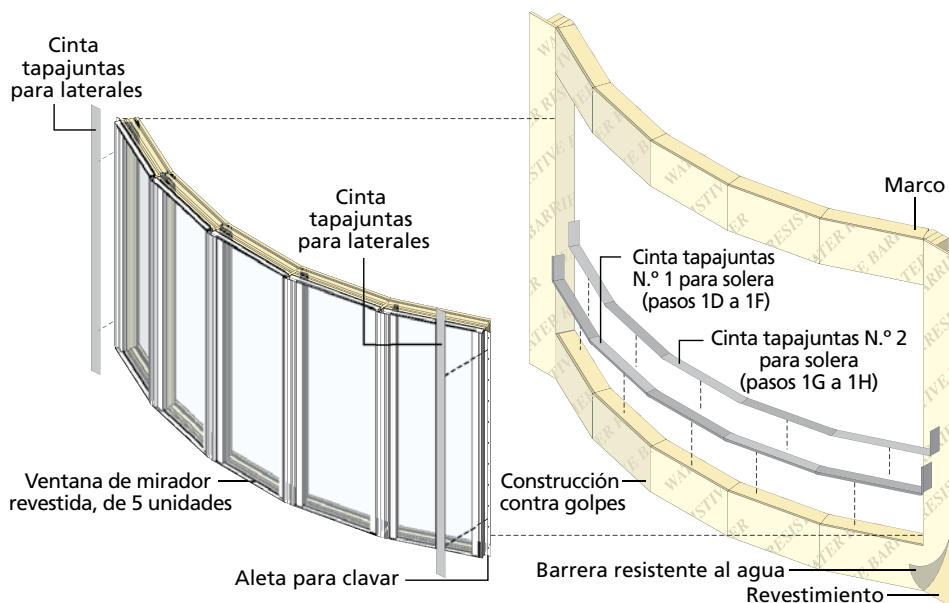 Cinta
tapajuntas
para laterales
Cinta
tapajuntas
para laterales
Ventana de mirador
revestida, de 5 unidades
Aleta para clavar
Marco
Cinta tapajuntas
N.º 1 para solera
(pasos 1D a 1F)
Cinta tapajuntas N.º 2
para solera
(pasos 1G a 1H)
Construcción
contra golpes
Barrera resistente al agua
Revestimiento